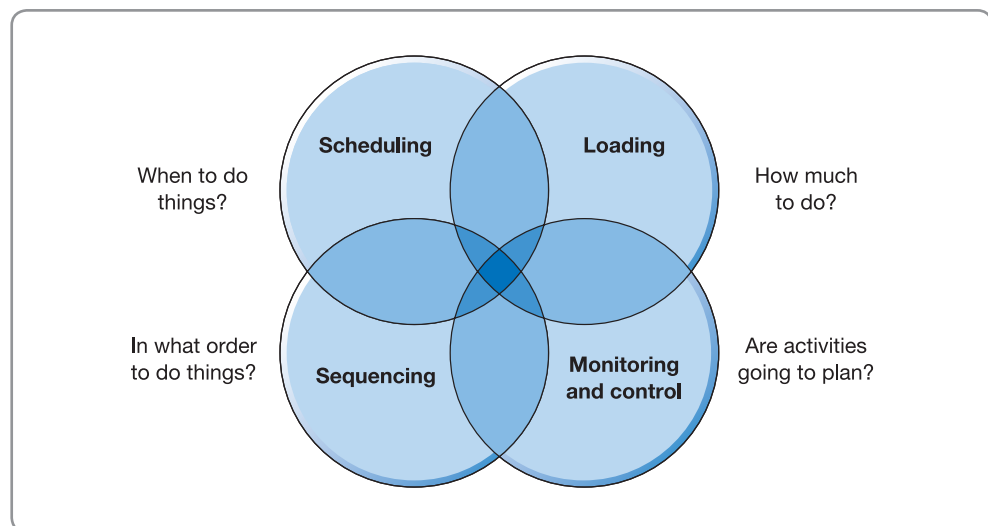 Scheduling
Loading
When to do
things?
How much
to do?
In what order
to do things?
Sequencing
Monitoring
and control
Are activities
going to plan?